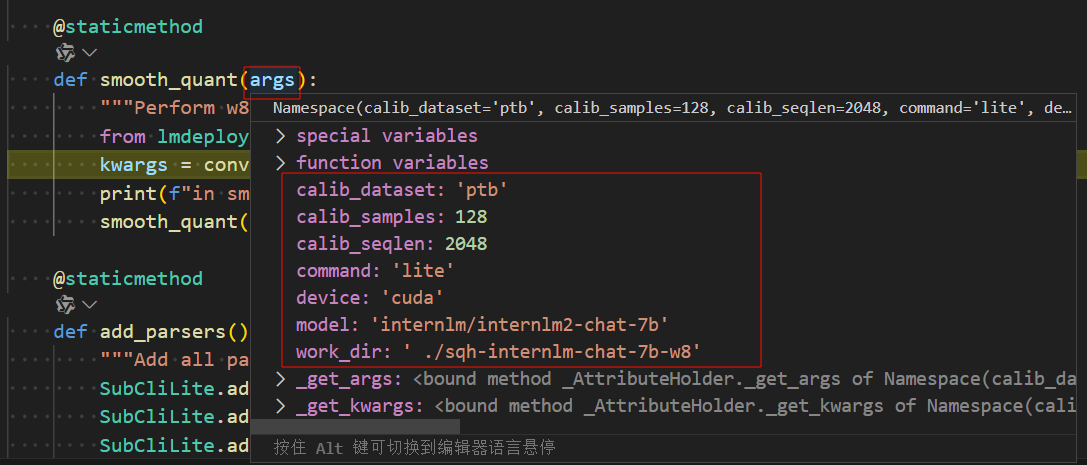 @staticmethod
def smooth_quant(args):
"""Perform w8
Namespace(calib_dataset='ptb', calib_samples=128, calib_seqlen=2048, command='lite', de…
from lmdeploy
> special variables
kwargs = conv
> function variables
print(f"in sm
calib_dataset: 'ptb'
smooth_quant(
calib_samples: 128
calib_seqlen: 2048
@staticmethod
command: 'lite'
device: 'cuda'
def add_parsers()
model: 'internlm/internlm2-chat-7b'
"""Add all pa
work_dir: ' ./sqh-internlm-chat-7b-w8'
SubCliLite.ad
> _get_args: <bound method _AttributeHolder._get_args of Namespace(calib_da
SubCliLite.ad
> _get_kwargs: <bound method _AttributeHolder._get_kwargs of Namespace(cali
SubCliLite.ad
按住 Alt 键可切换到编辑器语言悬停